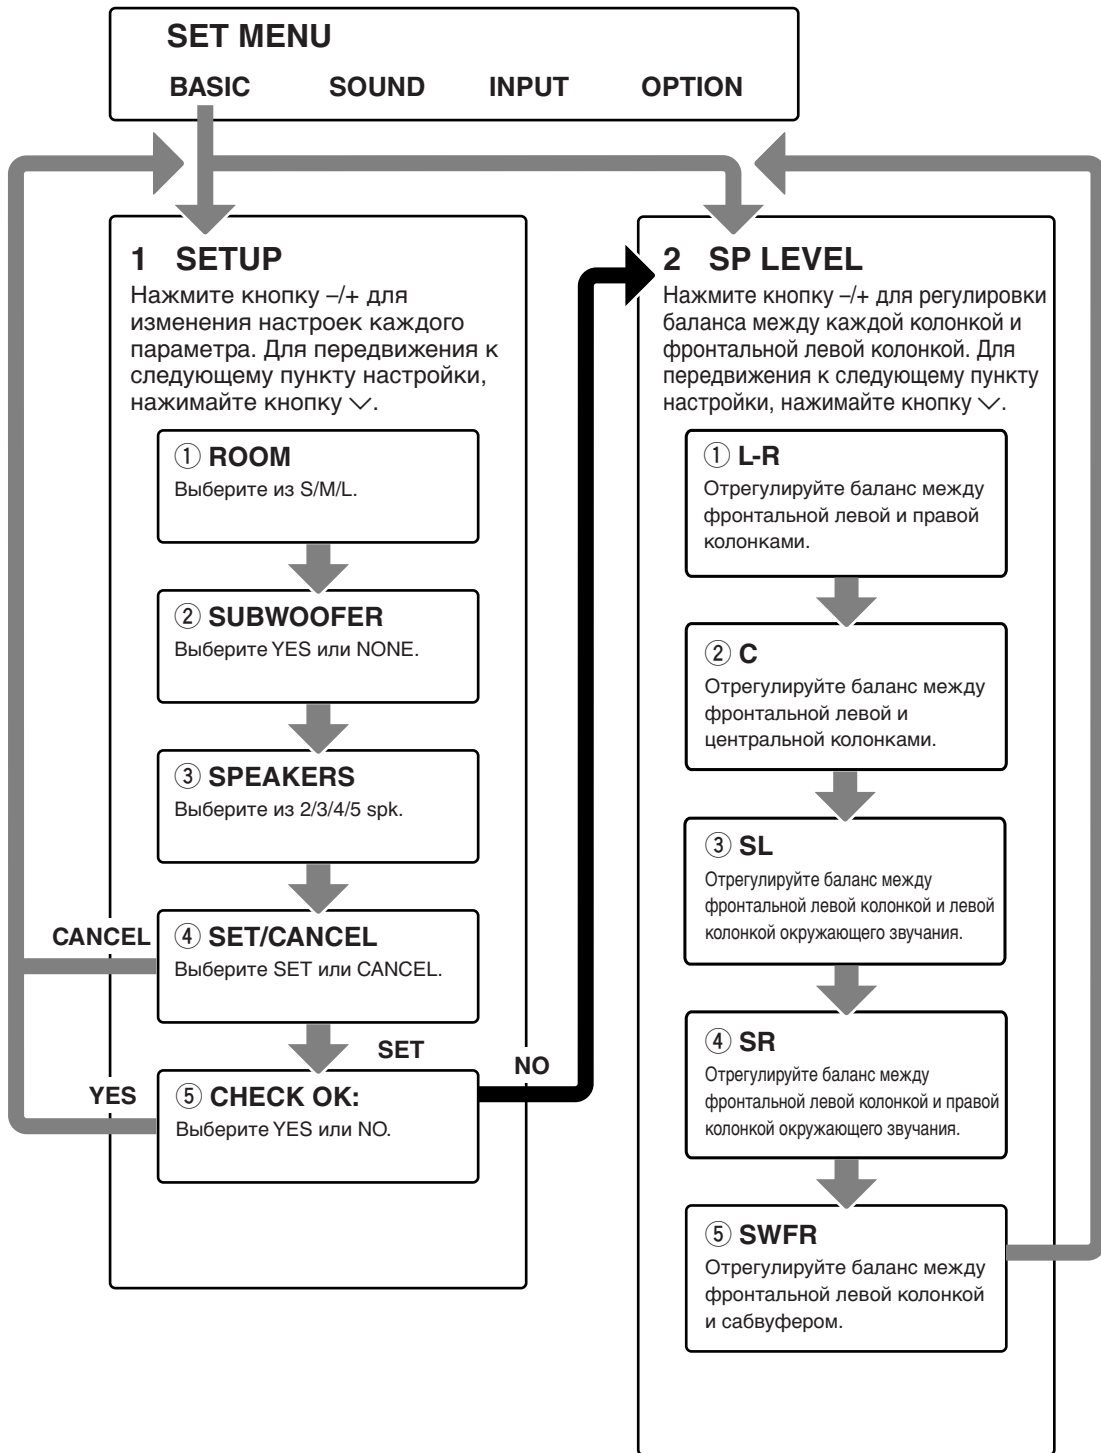 SET MENU
BASIC SOUND INPUT OPTION
1 SETUP
Нажмите кнопку –/+ для
изменения настроек каждого
параметра. Для передвижения к
следующему пункту настройки,
нажимайте кнопку ﹀.
① ROOM
Выберите из S/M/L.
② SUBWOOFER
Выберите YES или NONE.
③ SPEAKERS
Выберите из 2/3/4/5 spk.
CANCEL
④ SET/CANCEL
Выберите SET или CANCEL.
SET
NO
YES
⑤ CHECK OK:
Выберите YES или NO.
2 SP LEVEL
Нажмите кнопку –/+ для регулировки
баланса между каждой колонкой и
фронтальной левой колонкой. Для
передвижения к следующему пункту
настройки, нажимайте кнопку ﹀.
① L-R
Отрегулируйте баланс между
фронтальной левой и правой
колонками.
② C
Отрегулируйте баланс между
фронтальной левой и
центральной колонками.
③ SL
Отрегулируйте баланс между
фронтальной левой колонкой и левой
колонкой окружающего звучания.
④ SR
Отрегулируйте баланс между
фронтальной левой колонкой и правой
колонкой окружающего звучания.
⑤ SWFR
Отрегулируйте баланс между
фронтальной левой колонкой
и сабвуфером.